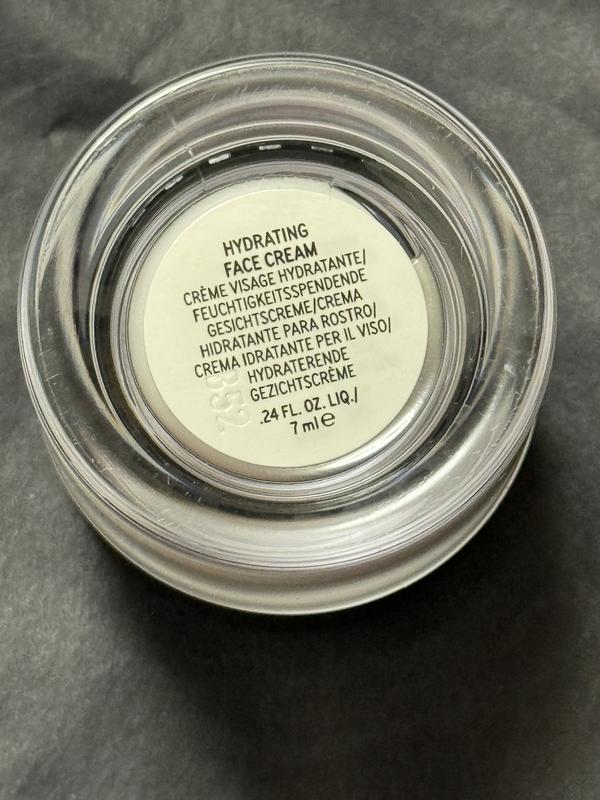 HYDRATING
FACE CREAM
CRÈME VISAGE HYDRATANTE/
FEUCHTIGKEITSSPENDENDE
GESICHTSCREME/CREMA
HIDRATANTE PARA ROSTRO/
CREMA IDRATANTE PER IL VISO/
HYDRATERENDE
GEZICHTSCRÈME
.24 FL. OZ. LIQ./
7 ml ℮